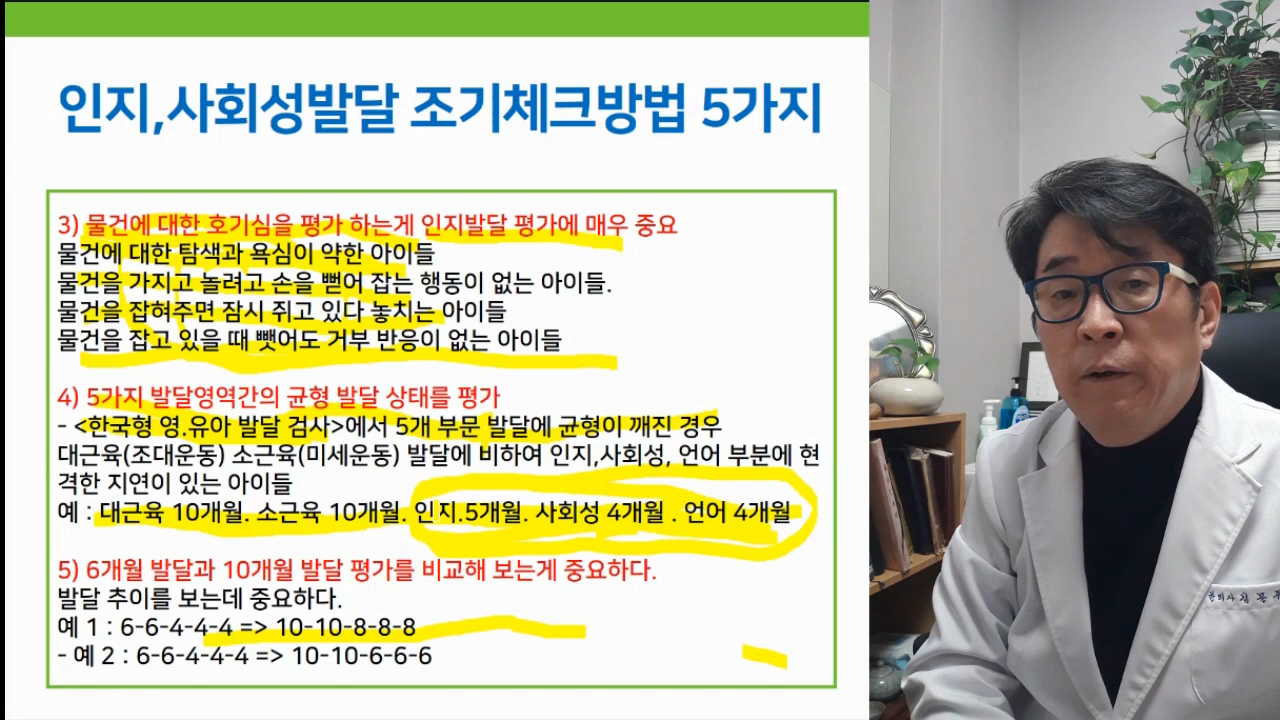 인지,사회성발달 조기체크방법 5가지
3) 물건에 대한 호기심을 평가 하는게 인지발달 평가에 매우 중요
물건에 대한 탐색과 욕심이 약한 아이들
물건을 가지고 놀려고 손을 뻗어 잡는 행동이 없는 아이들.
물건을 잡혀주면 잠시 쥐고 있다 놓치는 아이들
물건을 잡고 있을 때 뺏어도 거부 반응이 없는 아이들
4) 5가지 발달영역간의 균형 발달 상태를 평가
- <한국형 영.유아 발달 검사>에서 5개 부문 발달에 균형이 깨진 경우
대근육(조대운동) 소근육(미세운동) 발달에 비하여 인지,사회성, 언어 부분에 현
격한 지연이 있는 아이들
예 : 대근육 10개월. 소근육 10개월. 인지.5개월. 사회성 4개월 . 언어 4개월
5) 6개월 발달과 10개월 발달 평가를 비교해 보는게 중요하다.
발달 추이를 보는데 중요하다.
예 1 : 6-6-4-4-4 => 10-10-8-8-8
- 예 2 : 6-6-4-4-4 => 10-10-6-6-6